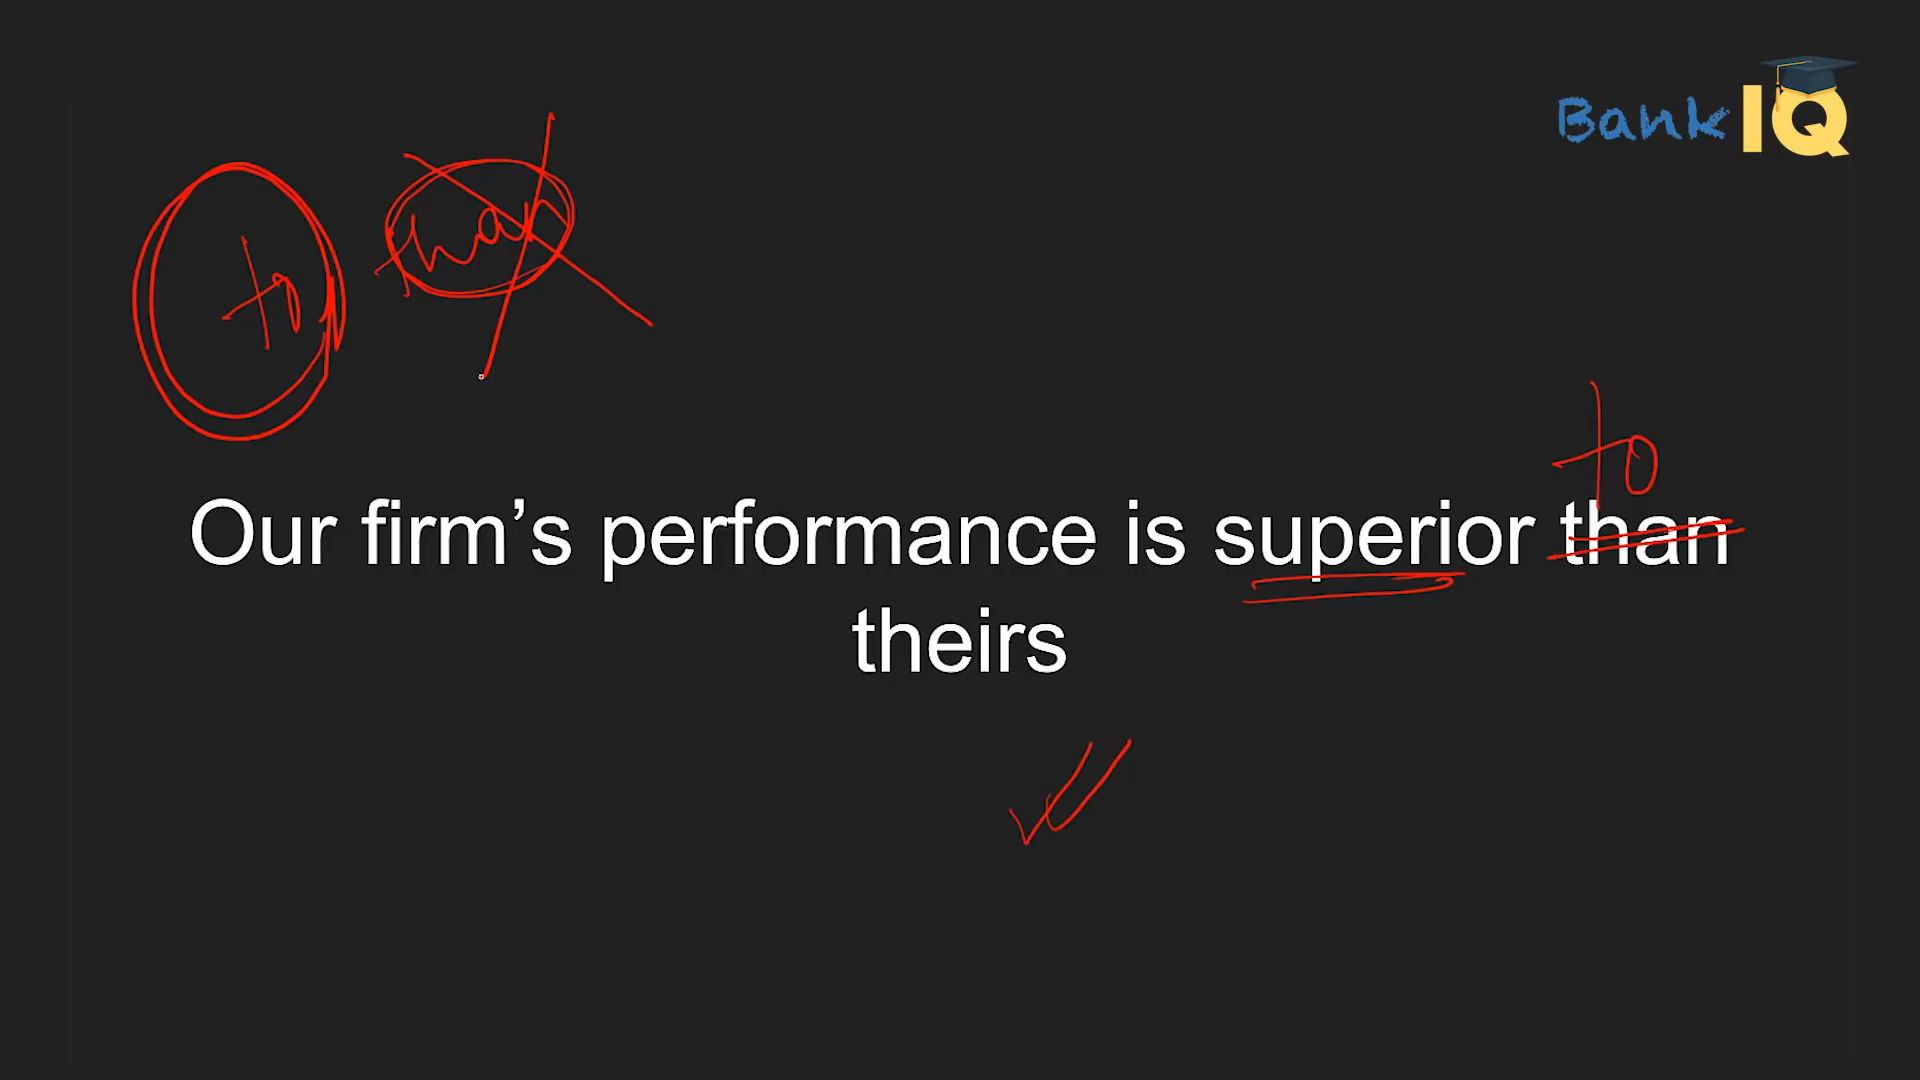 Bank IQ
to than
to
Our firm’s performance is superior than
theirs